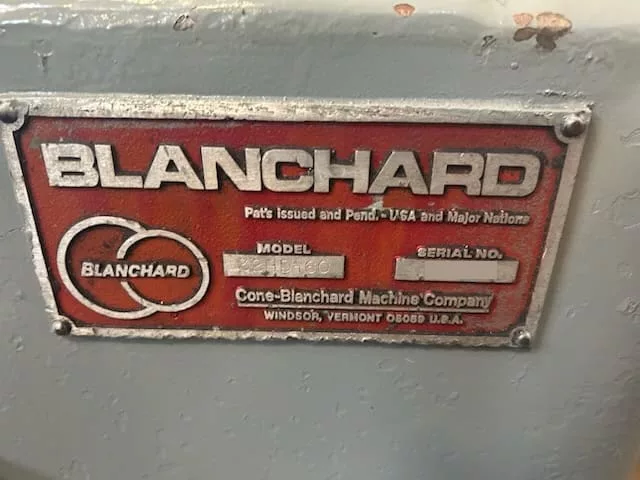 BLANCHARD
Pat's Issued and Pend. - USA and Major Nations
MODEL
SERIAL NO.
BLANCHARD
Cone-Blanchard Machine Company
WINDSOR, VERMONT 05089 U.S.A.